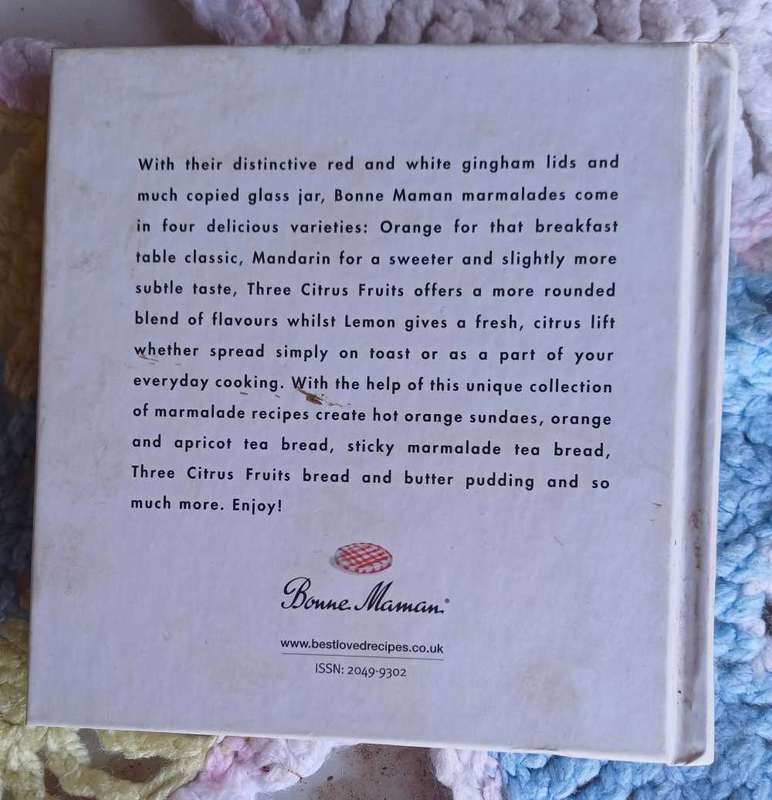 With their distinctive red and white gingham lids and
much copied glass jar, Bonne Maman marmalades come
in four delicious varieties: Orange for that breakfast
table classic, Mandarin for a sweeter and slightly more
subtle taste, Three Citrus Fruits offers a more rounded
blend of flavours whilst Lemon gives a fresh, citrus lift
whether spread simply on toast or as a part of your
everyday cooking. With the help of this unique collection
of marmalade recipes create hot orange sundaes, orange
and apricot tea bread, sticky marmalade tea bread,
Three Citrus Fruits bread and butter pudding and so
much more. Enjoy!
Bonne Maman®
www.bestlovedrecipes.co.uk
ISSN: 2049-9302